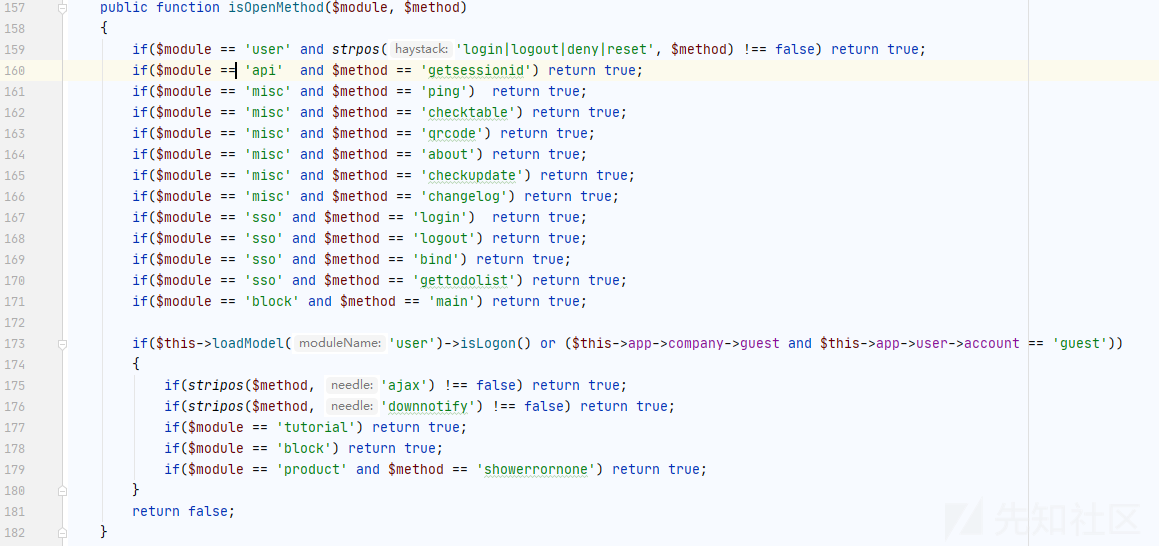 157 public function isOpenMethod($module, $method)
158 {
159 if($module == 'user' and strpos( haystack: 'login|logout|deny|reset', $method) !== false) return true;
160 if($module == 'api'  and $method == 'getsessionid') return true;
161 if($module == 'misc' and $method == 'ping')  return true;
162 if($module == 'misc' and $method == 'checktable') return true;
163 if($module == 'misc' and $method == 'qrcode') return true;
164 if($module == 'misc' and $method == 'about') return true;
165 if($module == 'misc' and $method == 'checkupdate') return true;
166 if($module == 'misc' and $method == 'changelog') return true;
167 if($module == 'sso' and $method == 'login')  return true;
168 if($module == 'sso' and $method == 'logout') return true;
169 if($module == 'sso' and $method == 'bind') return true;
170 if($module == 'sso' and $method == 'gettodolist') return true;
171 if($module == 'block' and $method == 'main') return true;
172
173 if($this->loadModel( moduleName: 'user')->isLogon() or ($this->app->company->guest and $this->app->user->account == 'guest'))
174 {
175 if(stripos($method, needle: 'ajax') !== false) return true;
176 if(stripos($method, needle: 'downnotify') !== false) return true;
177 if($module == 'tutorial') return true;
178 if($module == 'block') return true;
179 if($module == 'product' and $method == 'showerrornone') return true;
180 }
181 return false;
182 }
先知社区